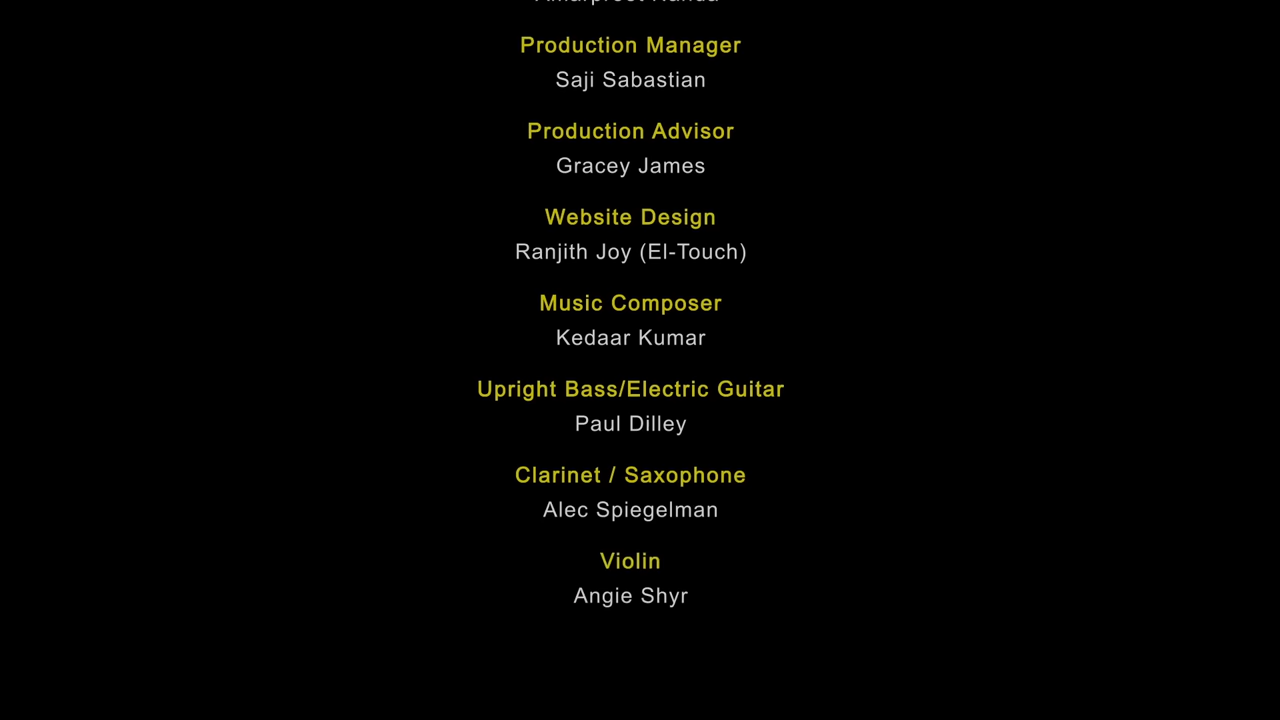 Production Manager
Saji Sabastian
Production Advisor
Gracey James
Website Design
Ranjith Joy (El-Touch)
Music Composer
Kedaar Kumar
Upright Bass/Electric Guitar
Paul Dilley
Clarinet / Saxophone
Alec Spiegelman
Violin
Angie Shyr